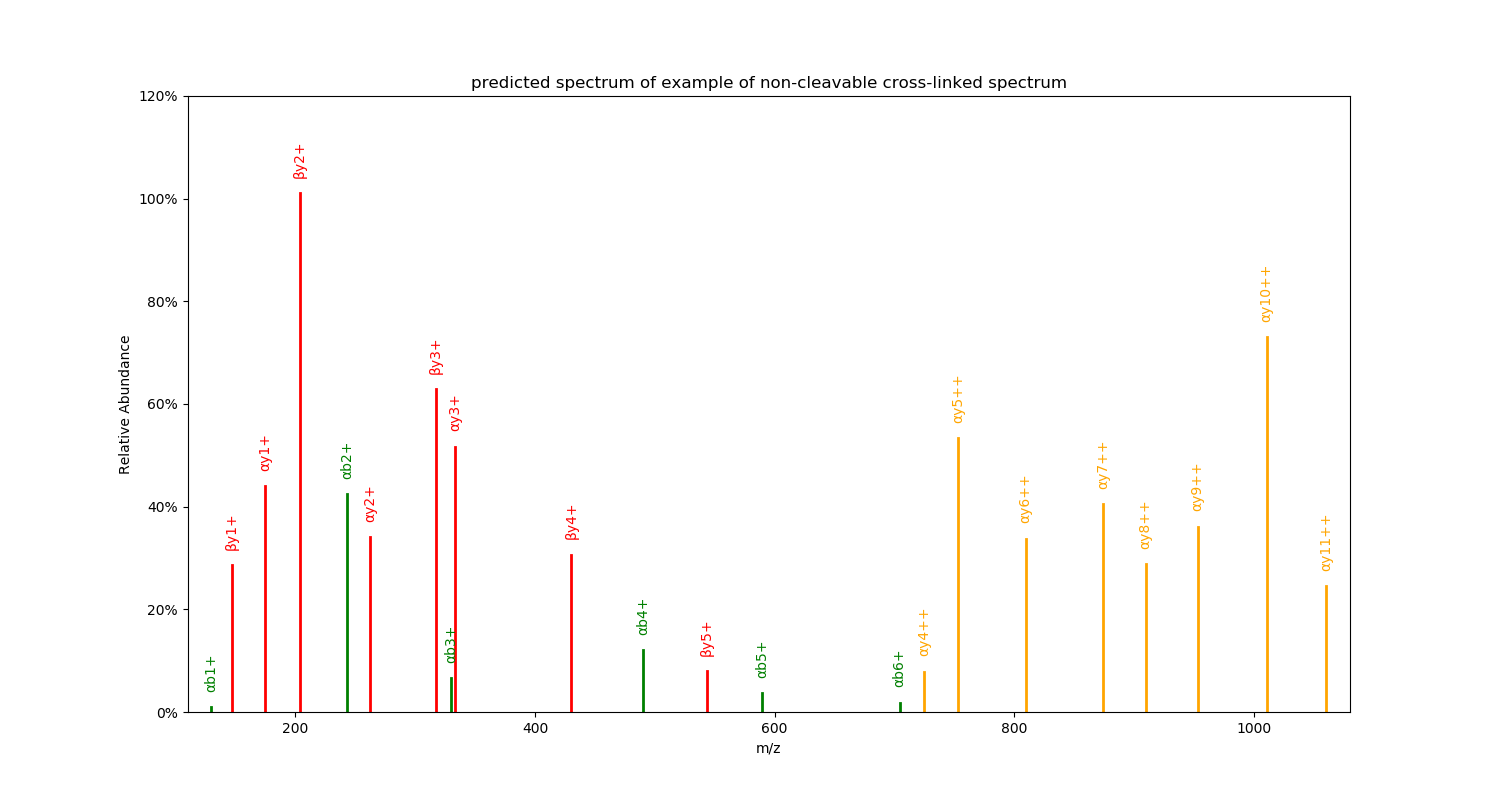 predicted spectrum of example of non-cleavable cross-linked spectrum
120%
100%
80%
60%
40%
20%
0%
Relative Abundance
αb1+
βy1+
αy1+
βy2+
αb2+
αy2+
βy3+
αb3+
αy3+
βy4+
αb4+
βy5+
αb5+
αb6+
αy4++
αy5++
αy6++
αy7++
αy8++
αy9++
αy10++
αy11++
200 400 600 800 1000
m/z